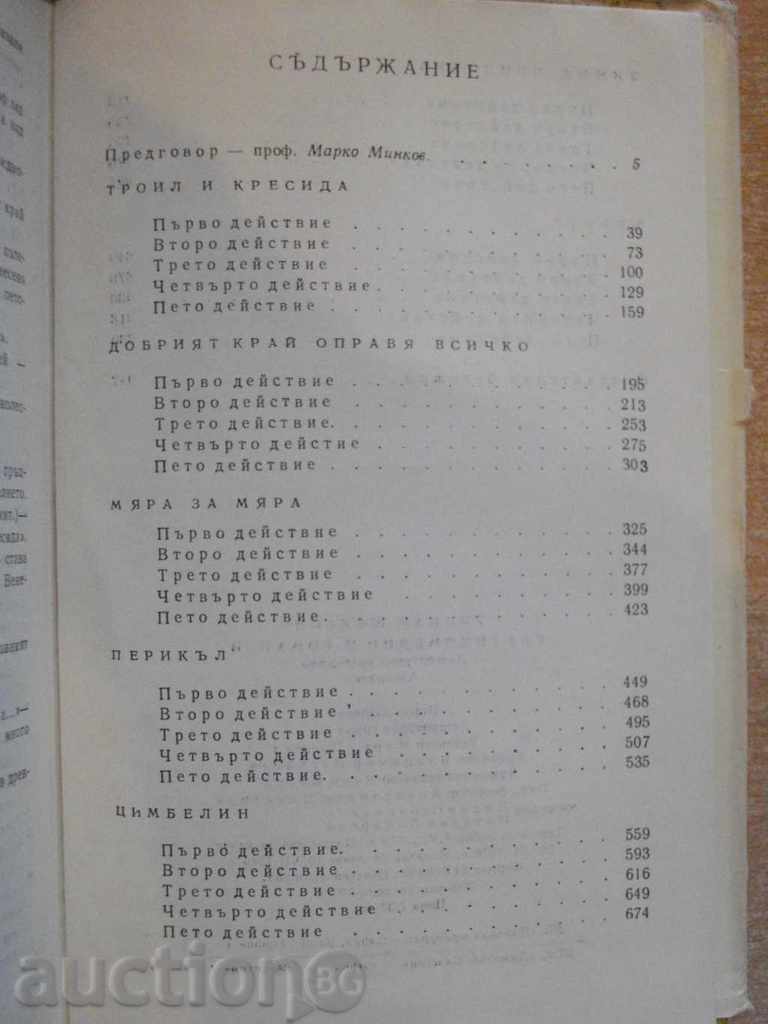 СЪДЪРЖАНИЕ
Предговор — проф. Марко Минков. . . . . . . . . 5
ТРОИЛ И КРЕСИДА
Първо действие . . . . . . . . . . . . 39
Второ действие . . . . . . . . . . . . 73
Трето действие . . . . . . . . . . . . 100
Четвърто действие. . . . . . . . . . . 129
Пето действие . . . . . . . . . . . . 159
ДОБРИЯТ КРАЙ ОПРАВЯ ВСИЧКО
Първо действие . . . . . . . . . . . . 195
Второ действие . . . . . . . . . . . . 213
Трето действие. . . . . . . . . . . . 253
Четвърто действие . . . . . . . . . . . 275
Пето действие . . . . . . . . . . . . 303
МЯРА ЗА МЯРА
Първо действие . . . . . . . . . . . . 325
Второ действие . . . . . . . . . . . . 344
Трето действие . . . . . . . . . . . . 377
Четвърто действие . . . . . . . . . . . 399
Пето действие. . . . . . . . . . . . 423
ПЕРИКЪЛ
Първо действие . . . . . . . . . . . . 449
Второ действие . . . . . . . . . . . . 468
Трето действие . . . . . . . . . . . . 495
Четвърто действие . . . . . . . . . . . 507
Пето действие. . . . . . . . . . . . 535
ЦИМБЕЛИН
Първо действие. . . . . . . . . . . . 559
Второ действие . . . . . . . . . . . . 593
Трето действие . . . . . . . . . . . . 616
Четвърто действие . . . . . . . . . . . 649
Пето действие . . . . . . . . . . . . 674
auctionBG